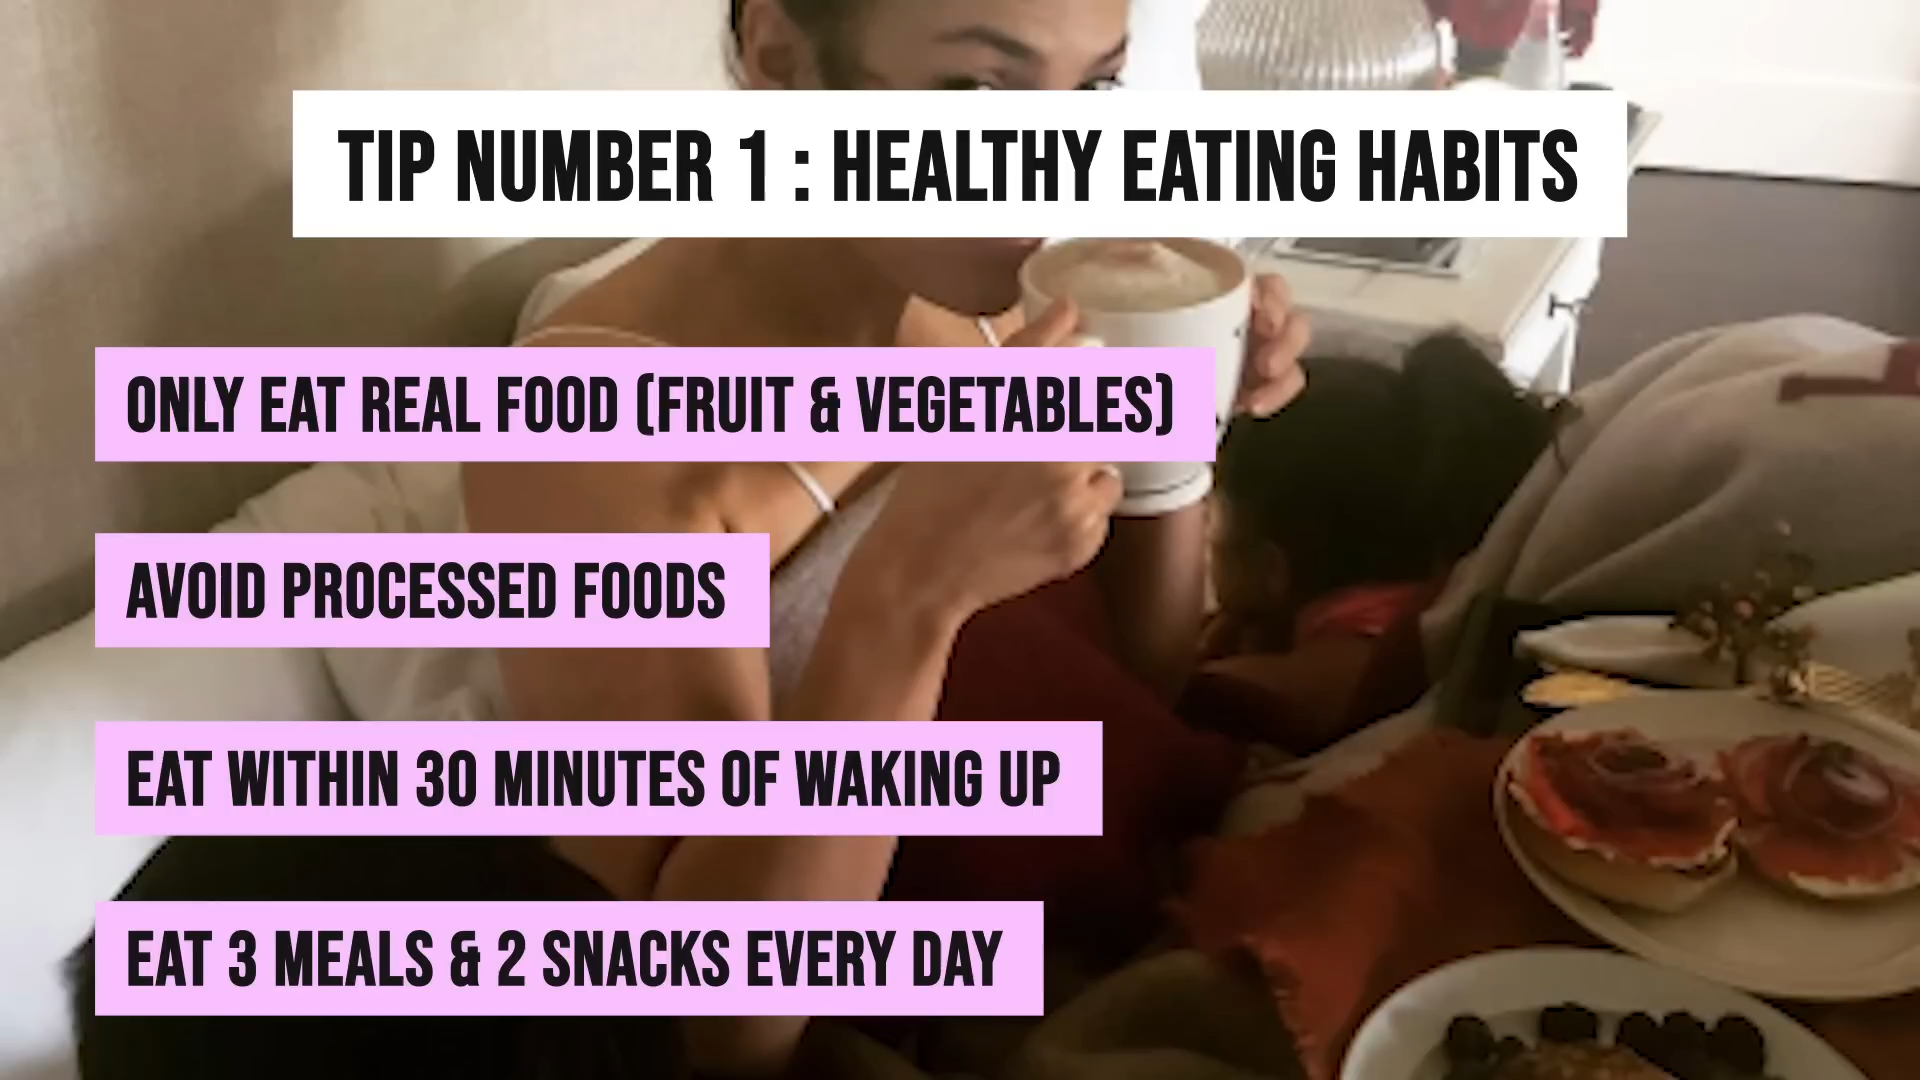 TIP NUMBER 1 : HEALTHY EATING HABITS
ONLY EAT REAL FOOD (FRUIT & VEGETABLES)
AVOID PROCESSED FOODS
EAT WITHIN 30 MINUTES OF WAKING UP
EAT 3 MEALS & 2 SNACKS EVERY DAY